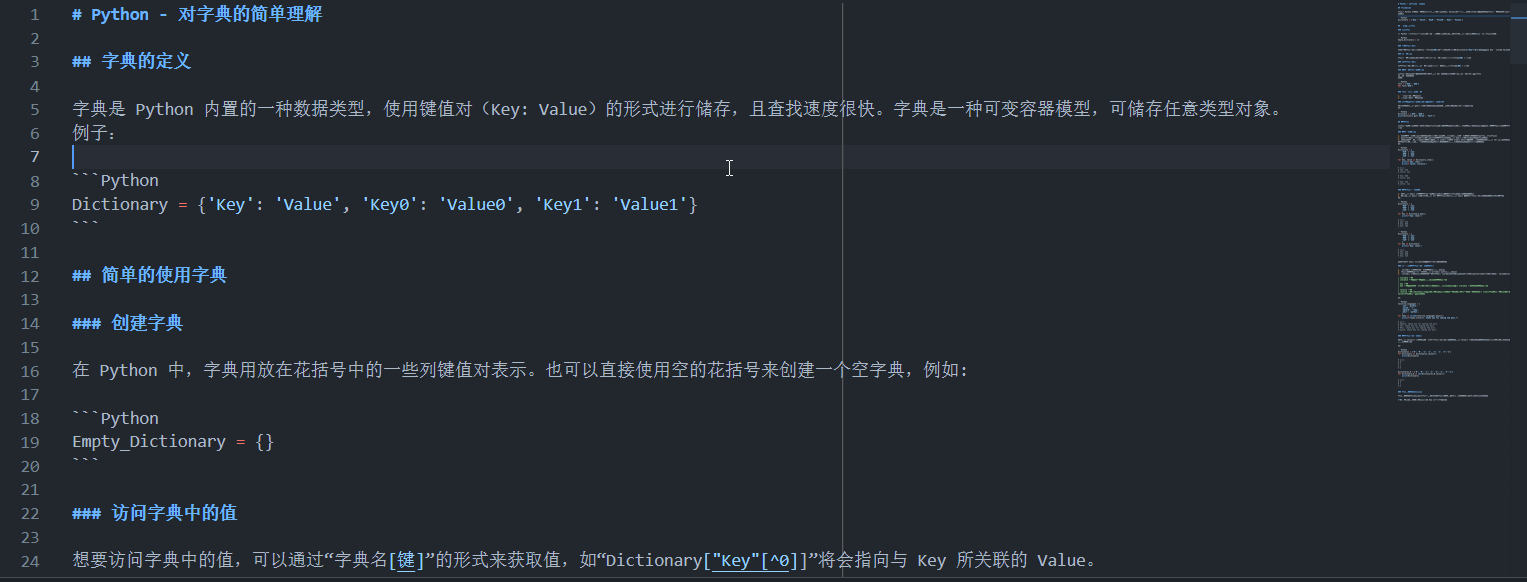 1 # Python - 对字典的简单理解
2
3 ## 字典的定义
4
5 字典是 Python 内置的一种数据类型，使用键值对（Key: Value）的形式进行储存，且查找速度很快。字典是一种可变容器模型，可储存任意类型对象。
6 例子：
7
8 ```Python
9 Dictionary = {'Key': 'Value', 'Key0': 'Value0', 'Key1': 'Value1'}
10 ```
11
12 ## 简单的使用字典
13
14 ### 创建字典
15
16 在 Python 中，字典用放在花括号中的一些列键值对表示。也可以直接使用空的花括号来创建一个空字典，例如:
17
18 ```Python
19 Empty_Dictionary = {}
20 ```
21
22 ### 访问字典中的值
23
24 想要访问字典中的值，可以通过“字典名[键]”的形式来获取值，如“Dictionary["Key"[^0]]”将会指向与 Key 所关联的 Value。